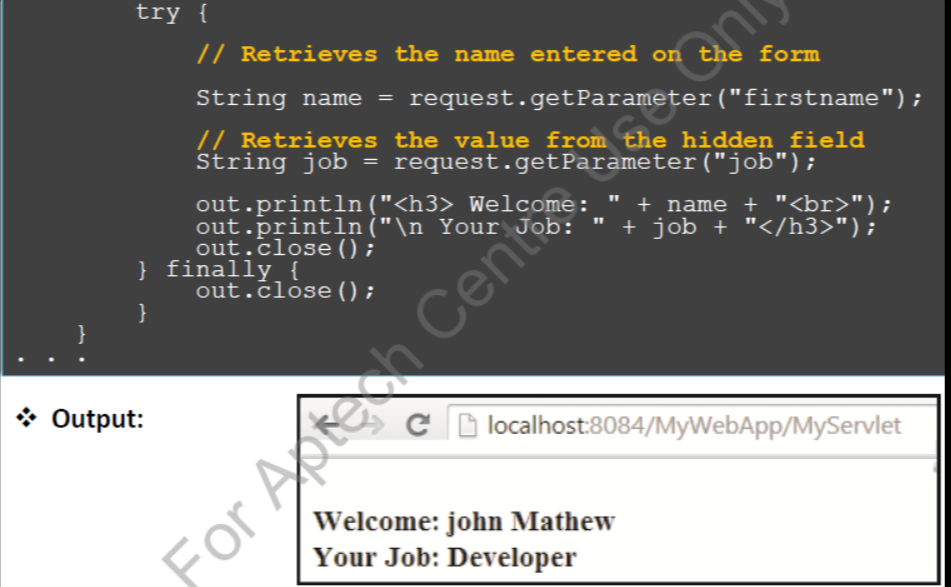 try {
// Retrieves the name entered on the form
String name = request.getParameter("firstname");
// Retrieves the value from the hidden field
String job = request.getParameter("job");
out.println("<h3> Welcome: " + name + "<br>");
out.println("\n Your Job: " + job + "</h3>");
out.close();
} finally {
out.close();
}
}
. . .
❖ Output:
localhost:8084/MyWebApp/MyServlet
Welcome: john Mathew
Your Job: Developer
For Aptech Centre Use Only